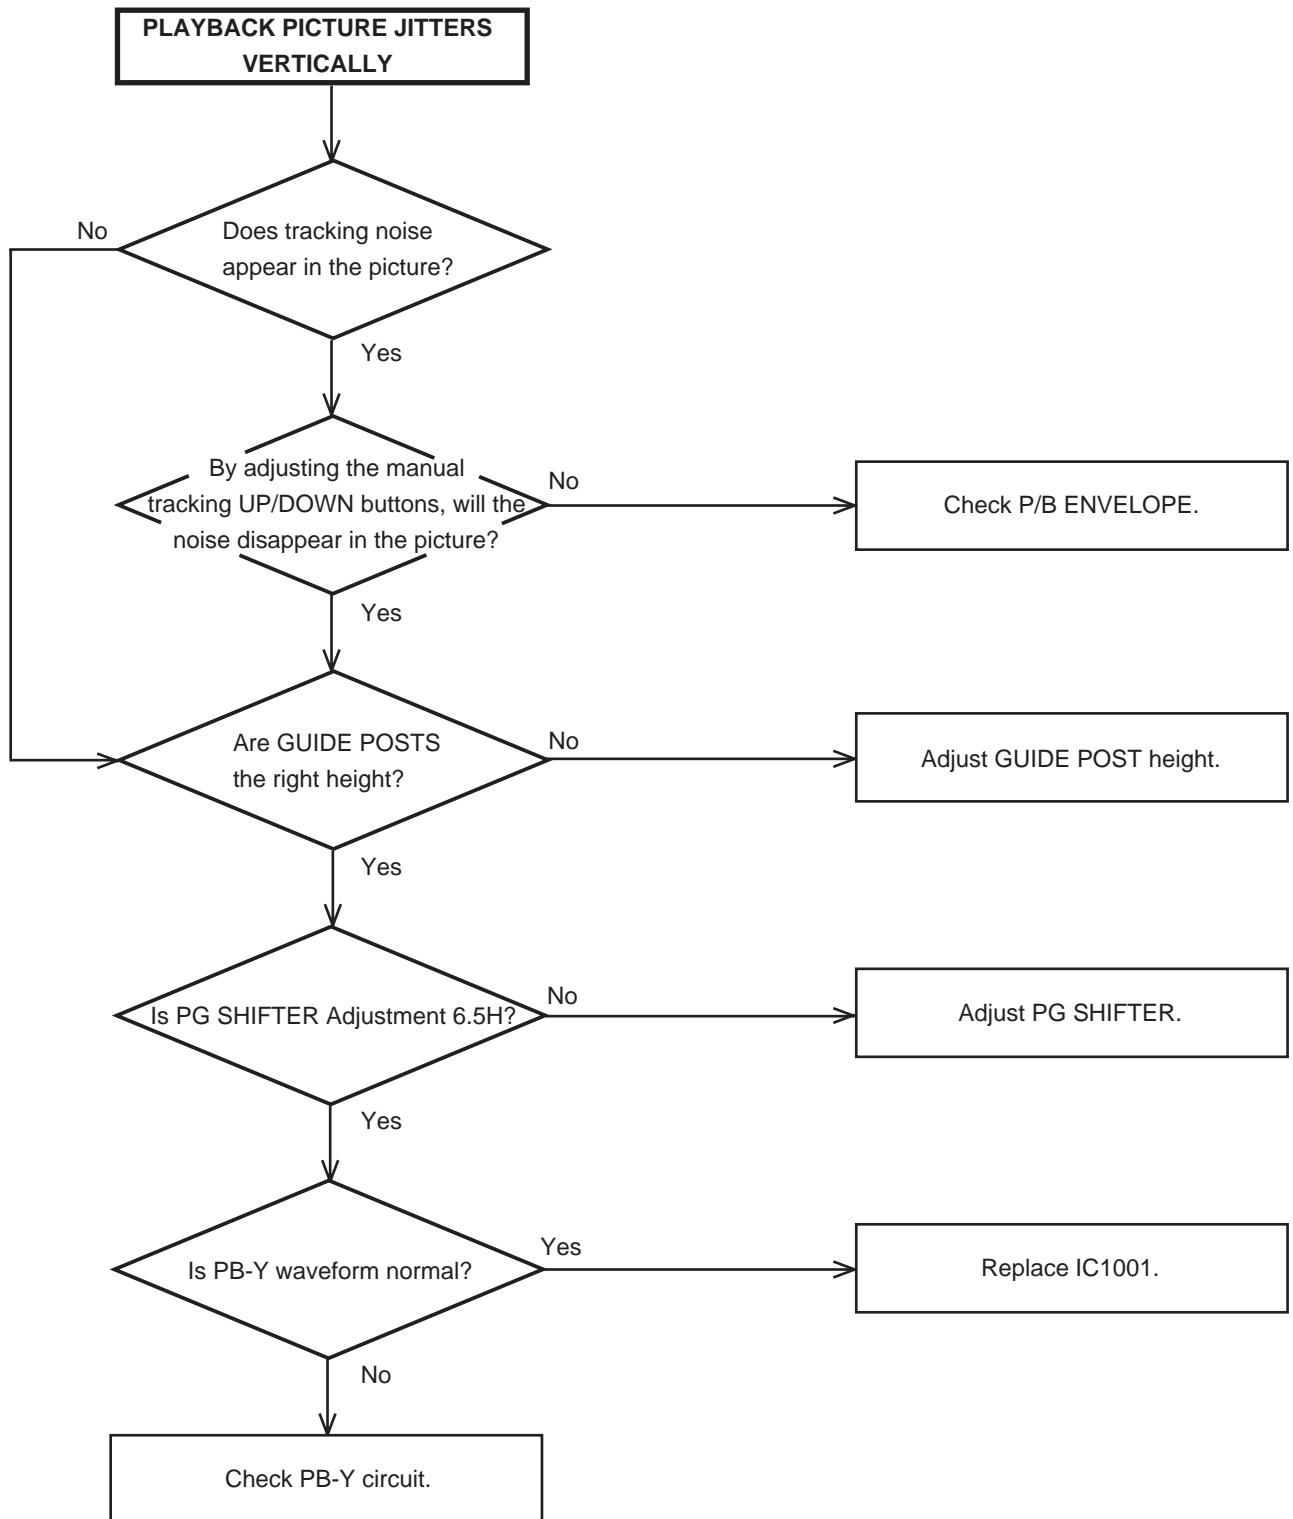 PLAYBACK PICTURE JITTERS
VERTICALLY
No
Does tracking noise
appear in the picture?
Yes
By adjusting the manual
tracking UP/DOWN buttons, will the
noise disappear in the picture?
No
Check P/B ENVELOPE.
Yes
Are GUIDE POSTS
the right height?
No
Adjust GUIDE POST height.
Yes
Is PG SHIFTER Adjustment 6.5H?
No
Adjust PG SHIFTER.
Yes
Is PB-Y waveform normal?
Yes
Replace IC1001.
No
Check PB-Y circuit.